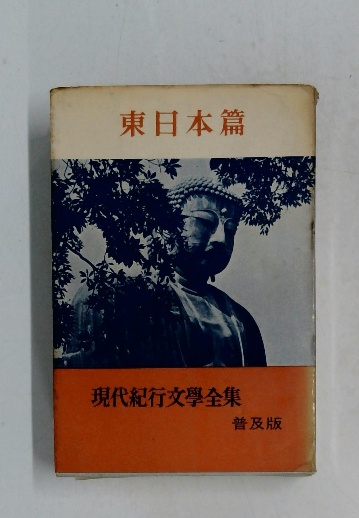 東日本篇
現代紀行文學全集
普及版